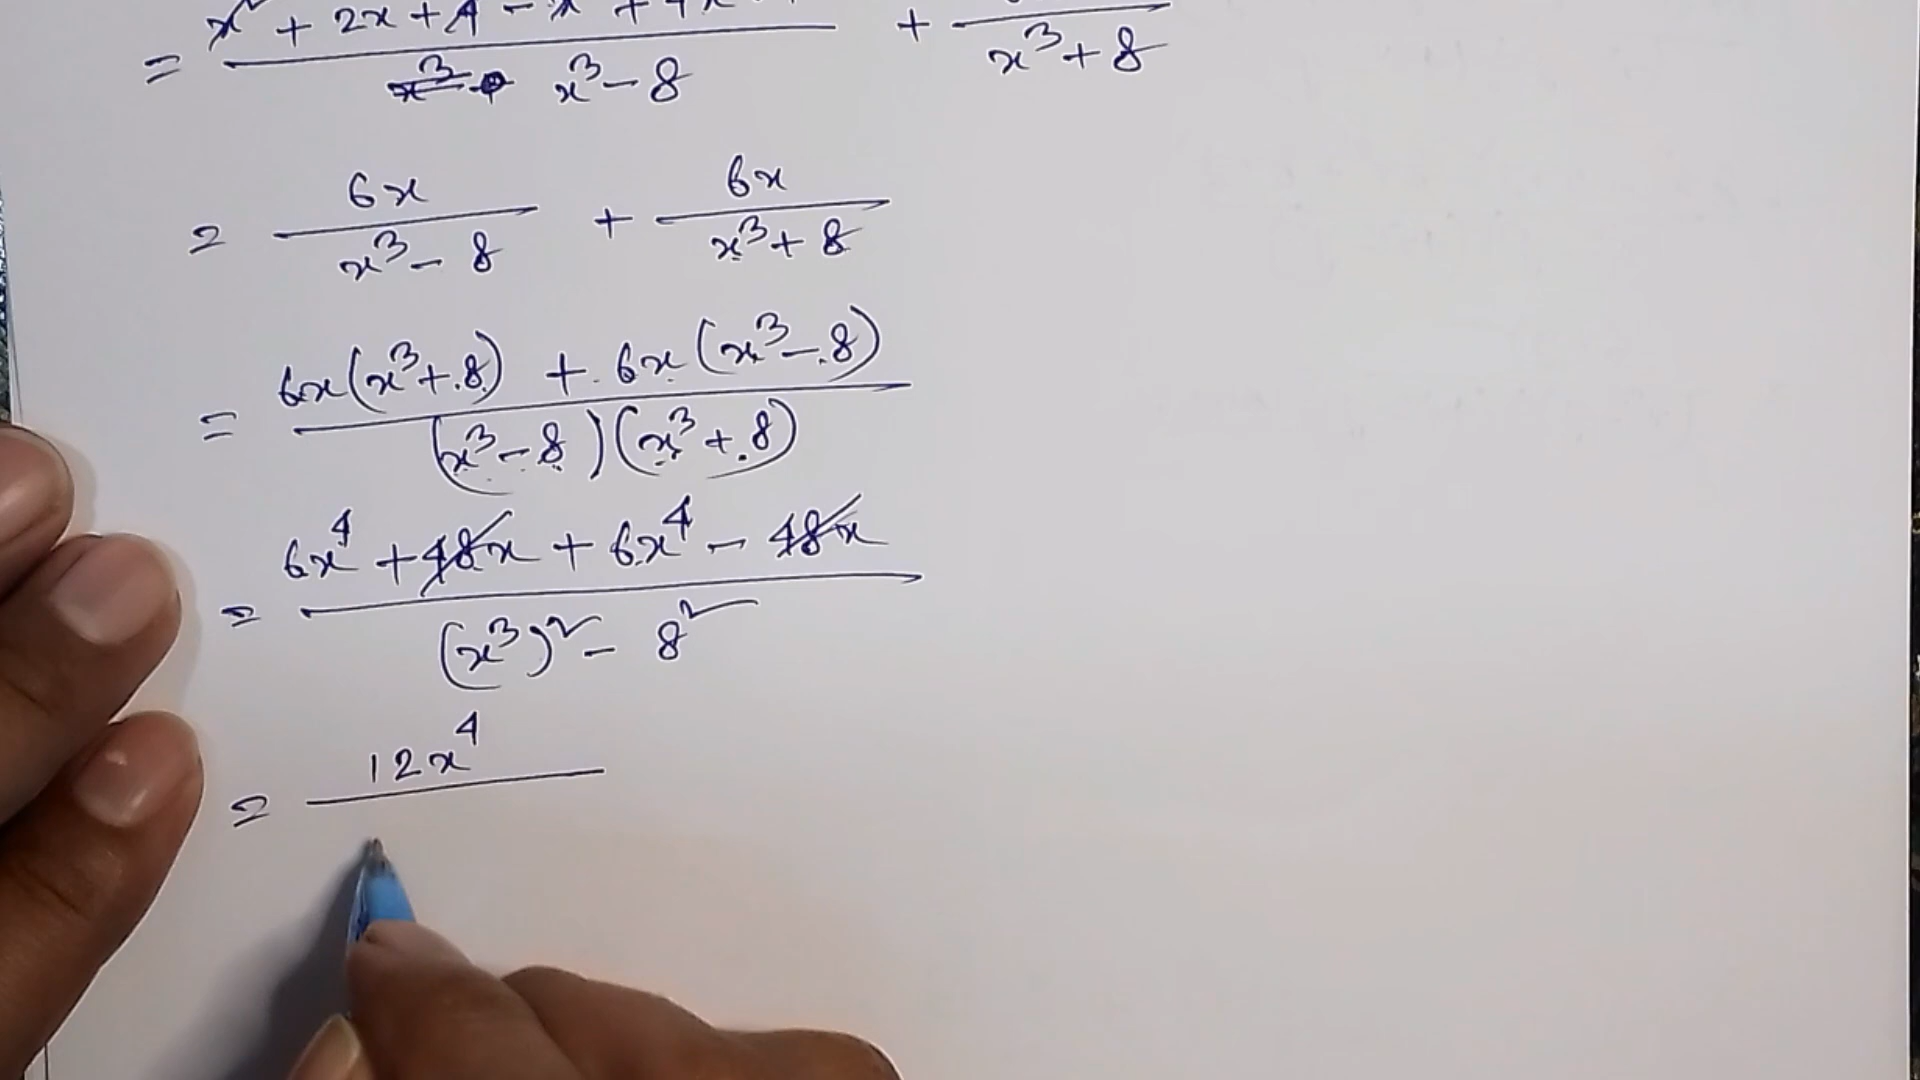 = x² + 2x + 4 - x² + 4x / x³ - 8 + / x³ + 8
= 6x / x³ - 8 + 6x / x³ + 8
= 6x(x³ + 8) + 6x(x³ - 8) / (x³ - 8)(x³ + 8)
= 6x⁴ + 48x + 6x⁴ - 48x / (x³)² - 8²
= 12x⁴